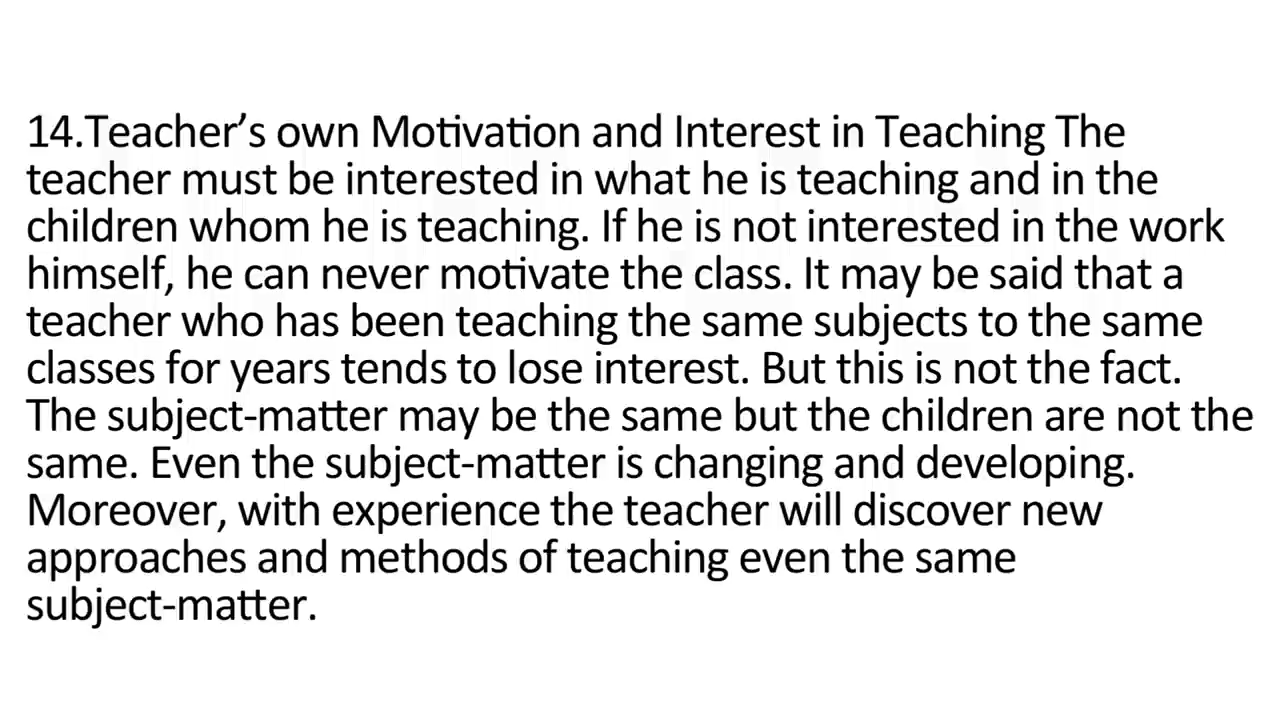 14.Teacher’s own Motivation and Interest in Teaching The
teacher must be interested in what he is teaching and in the
children whom he is teaching. If he is not interested in the work
himself, he can never motivate the class. It may be said that a
teacher who has been teaching the same subjects to the same
classes for years tends to lose interest. But this is not the fact.
The subject-matter may be the same but the children are not the
same. Even the subject-matter is changing and developing.
Moreover, with experience the teacher will discover new
approaches and methods of teaching even the same
subject-matter.